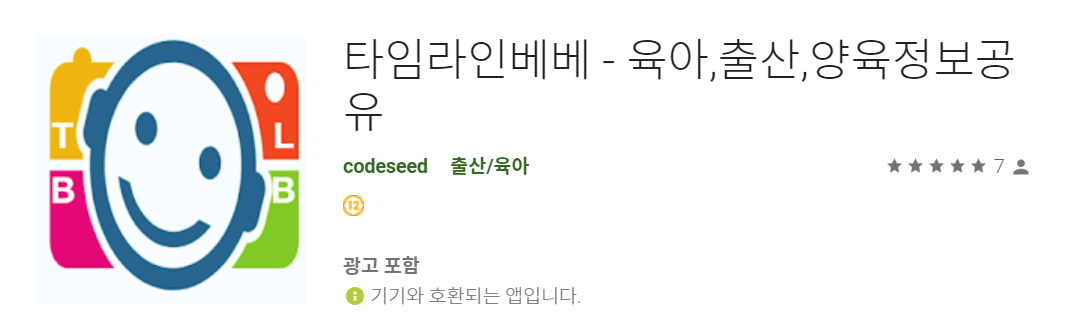 타임라인베베 - 육아,출산,양육정보공
유
codeseed 출산/육아
7
12
광고 포함
기기와 호환되는 앱입니다.
T L
B B